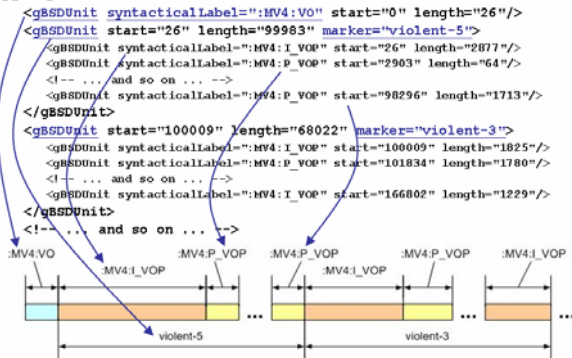 <gBSDUnit syntacticalLabel=":MV4:VO" start="0" length="26"/>
<gBSDUnit start="26" length="99983" marker="violent-5">
<gBSDUnit syntacticalLabel=":MV4:I_VOP" start="26" length="2877"/>
<gBSDUnit syntacticalLabel=":MV4:P_VOP" start="2903" length="64"/>
<!-- ... and so on ... -->
<gBSDUnit syntacticalLabel=":MV4:P_VOP" start="98296" length="1713"/>
</gBSDUnit>
<gBSDUnit start="100009" length="68022" marker="violent-3">
<gBSDUnit syntacticalLabel=":MV4:I_VOP" start="100009" length="1825"/>
<gBSDUnit syntacticalLabel=":MV4:P_VOP" start="101834" length="1780"/>
<!-- ... and so on ... -->
<gBSDUnit syntacticalLabel=":MV4:I_VOP" start="166802" length="1229"/>
</gBSDUnit>
<!-- ... and so on ... -->
:MV4:VO :MV4:P_VOP :MV4:P_VOP :MV4:P_VOP :MV4:I_VOP
:MV4:I_VOP :MV4:I_VOP
... ...
violent-5 violent-3